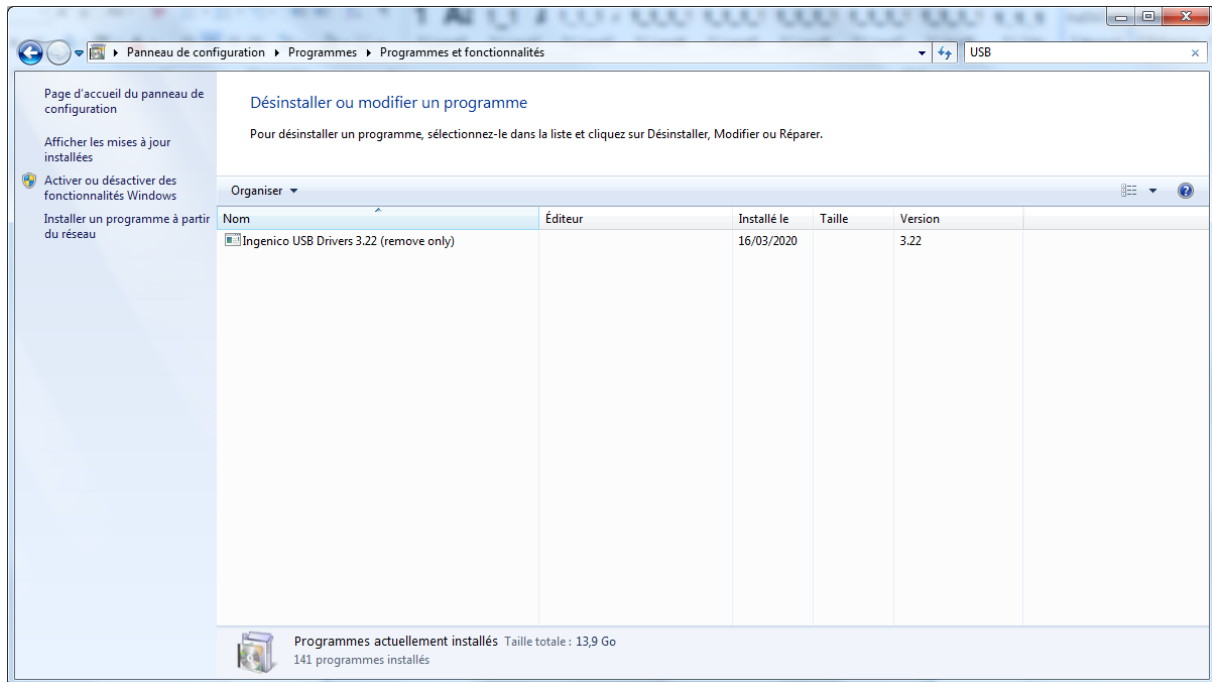 Panneau de configuration ▸ Programmes ▸ Programmes et fonctionnalités
USB
Page d'accueil du panneau de
configuration
Afficher les mises à jour
installées
Activer ou désactiver des
fonctionnalités Windows
Installer un programme à partir
du réseau
Désinstaller ou modifier un programme
Pour désinstaller un programme, sélectionnez-le dans la liste et cliquez sur Désinstaller, Modifier ou Réparer.
Organiser
Nom Éditeur Installé le Taille Version
Ingenico USB Drivers 3.22 (remove only) 16/03/2020 3.22
Programmes actuellement installés Taille totale : 13,9 Go
141 programmes installés